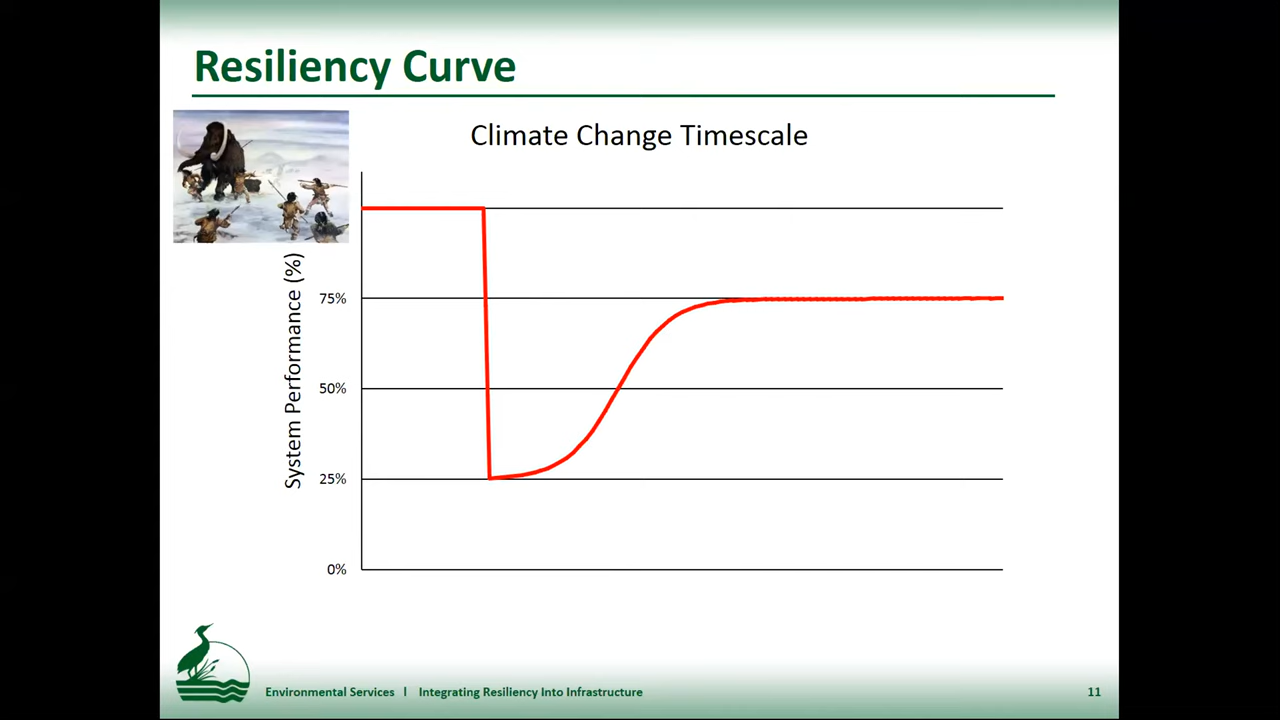 Resiliency Curve
Climate Change Timescale
System Performance (%)
75%
50%
25%
0%
Environmental Services | Integrating Resiliency Into Infrastructure
11